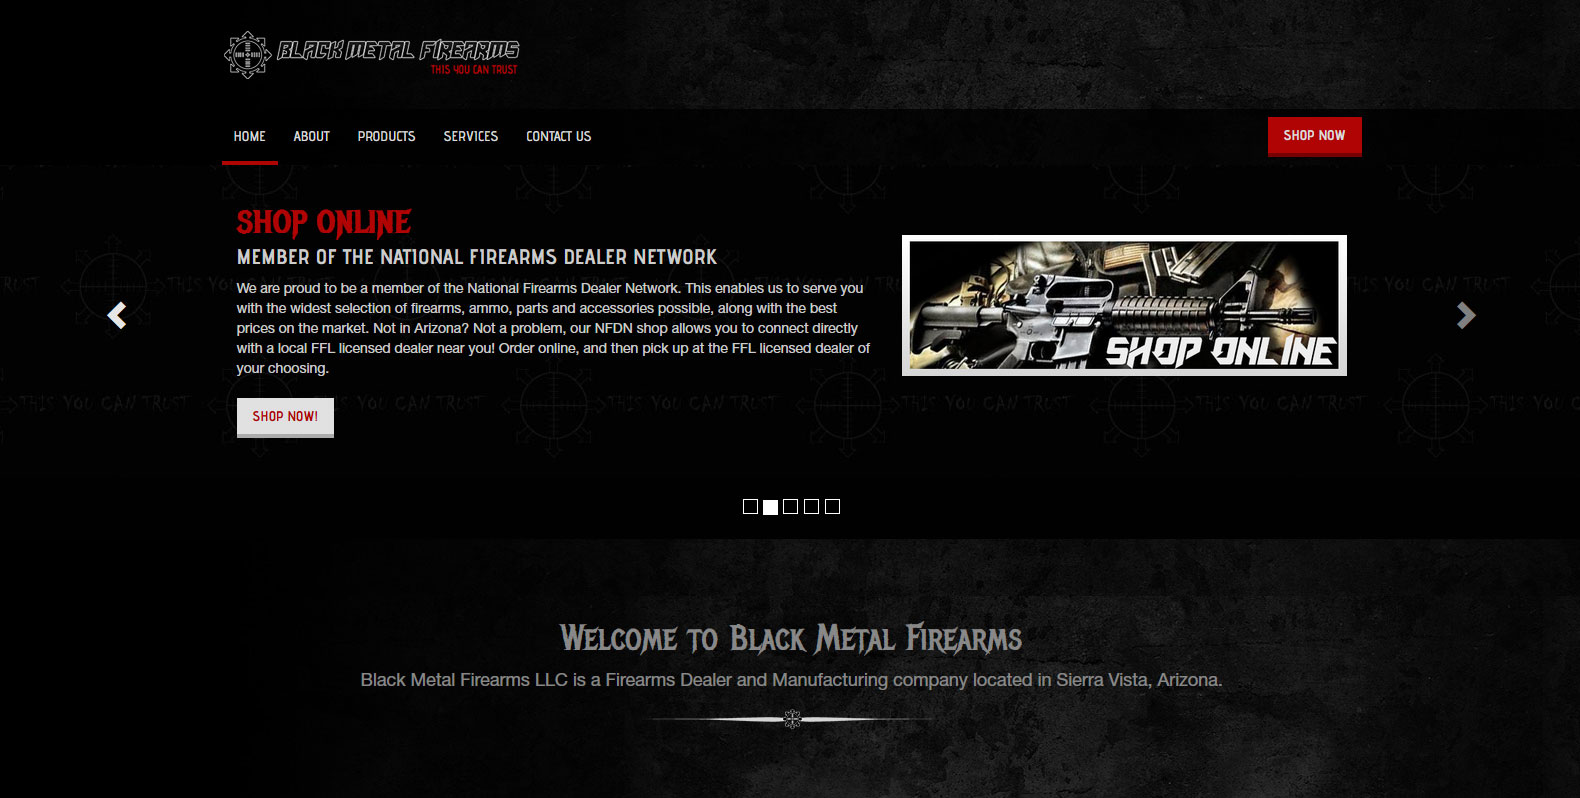 BLACK METAL FIREARMS
THIS YOU CAN TRUST
HOME ABOUT PRODUCTS SERVICES CONTACT US SHOP NOW
SHOP ONLINE
MEMBER OF THE NATIONAL FIREARMS DEALER NETWORK
We are proud to be a member of the National Firearms Dealer Network. This enables us to serve you
with the widest selection of firearms, ammo, parts and accessories possible, along with the best
prices on the market. Not in Arizona? Not a problem, our NFDN shop allows you to connect directly
with a local FFL licensed dealer near you! Order online, and then pick up at the FFL licensed dealer of
your choosing.
SHOP NOW!
SHOP ONLINE
THIS YOU CAN TRUST
Welcome to Black Metal Firearms
Black Metal Firearms LLC is a Firearms Dealer and Manufacturing company located in Sierra Vista, Arizona.